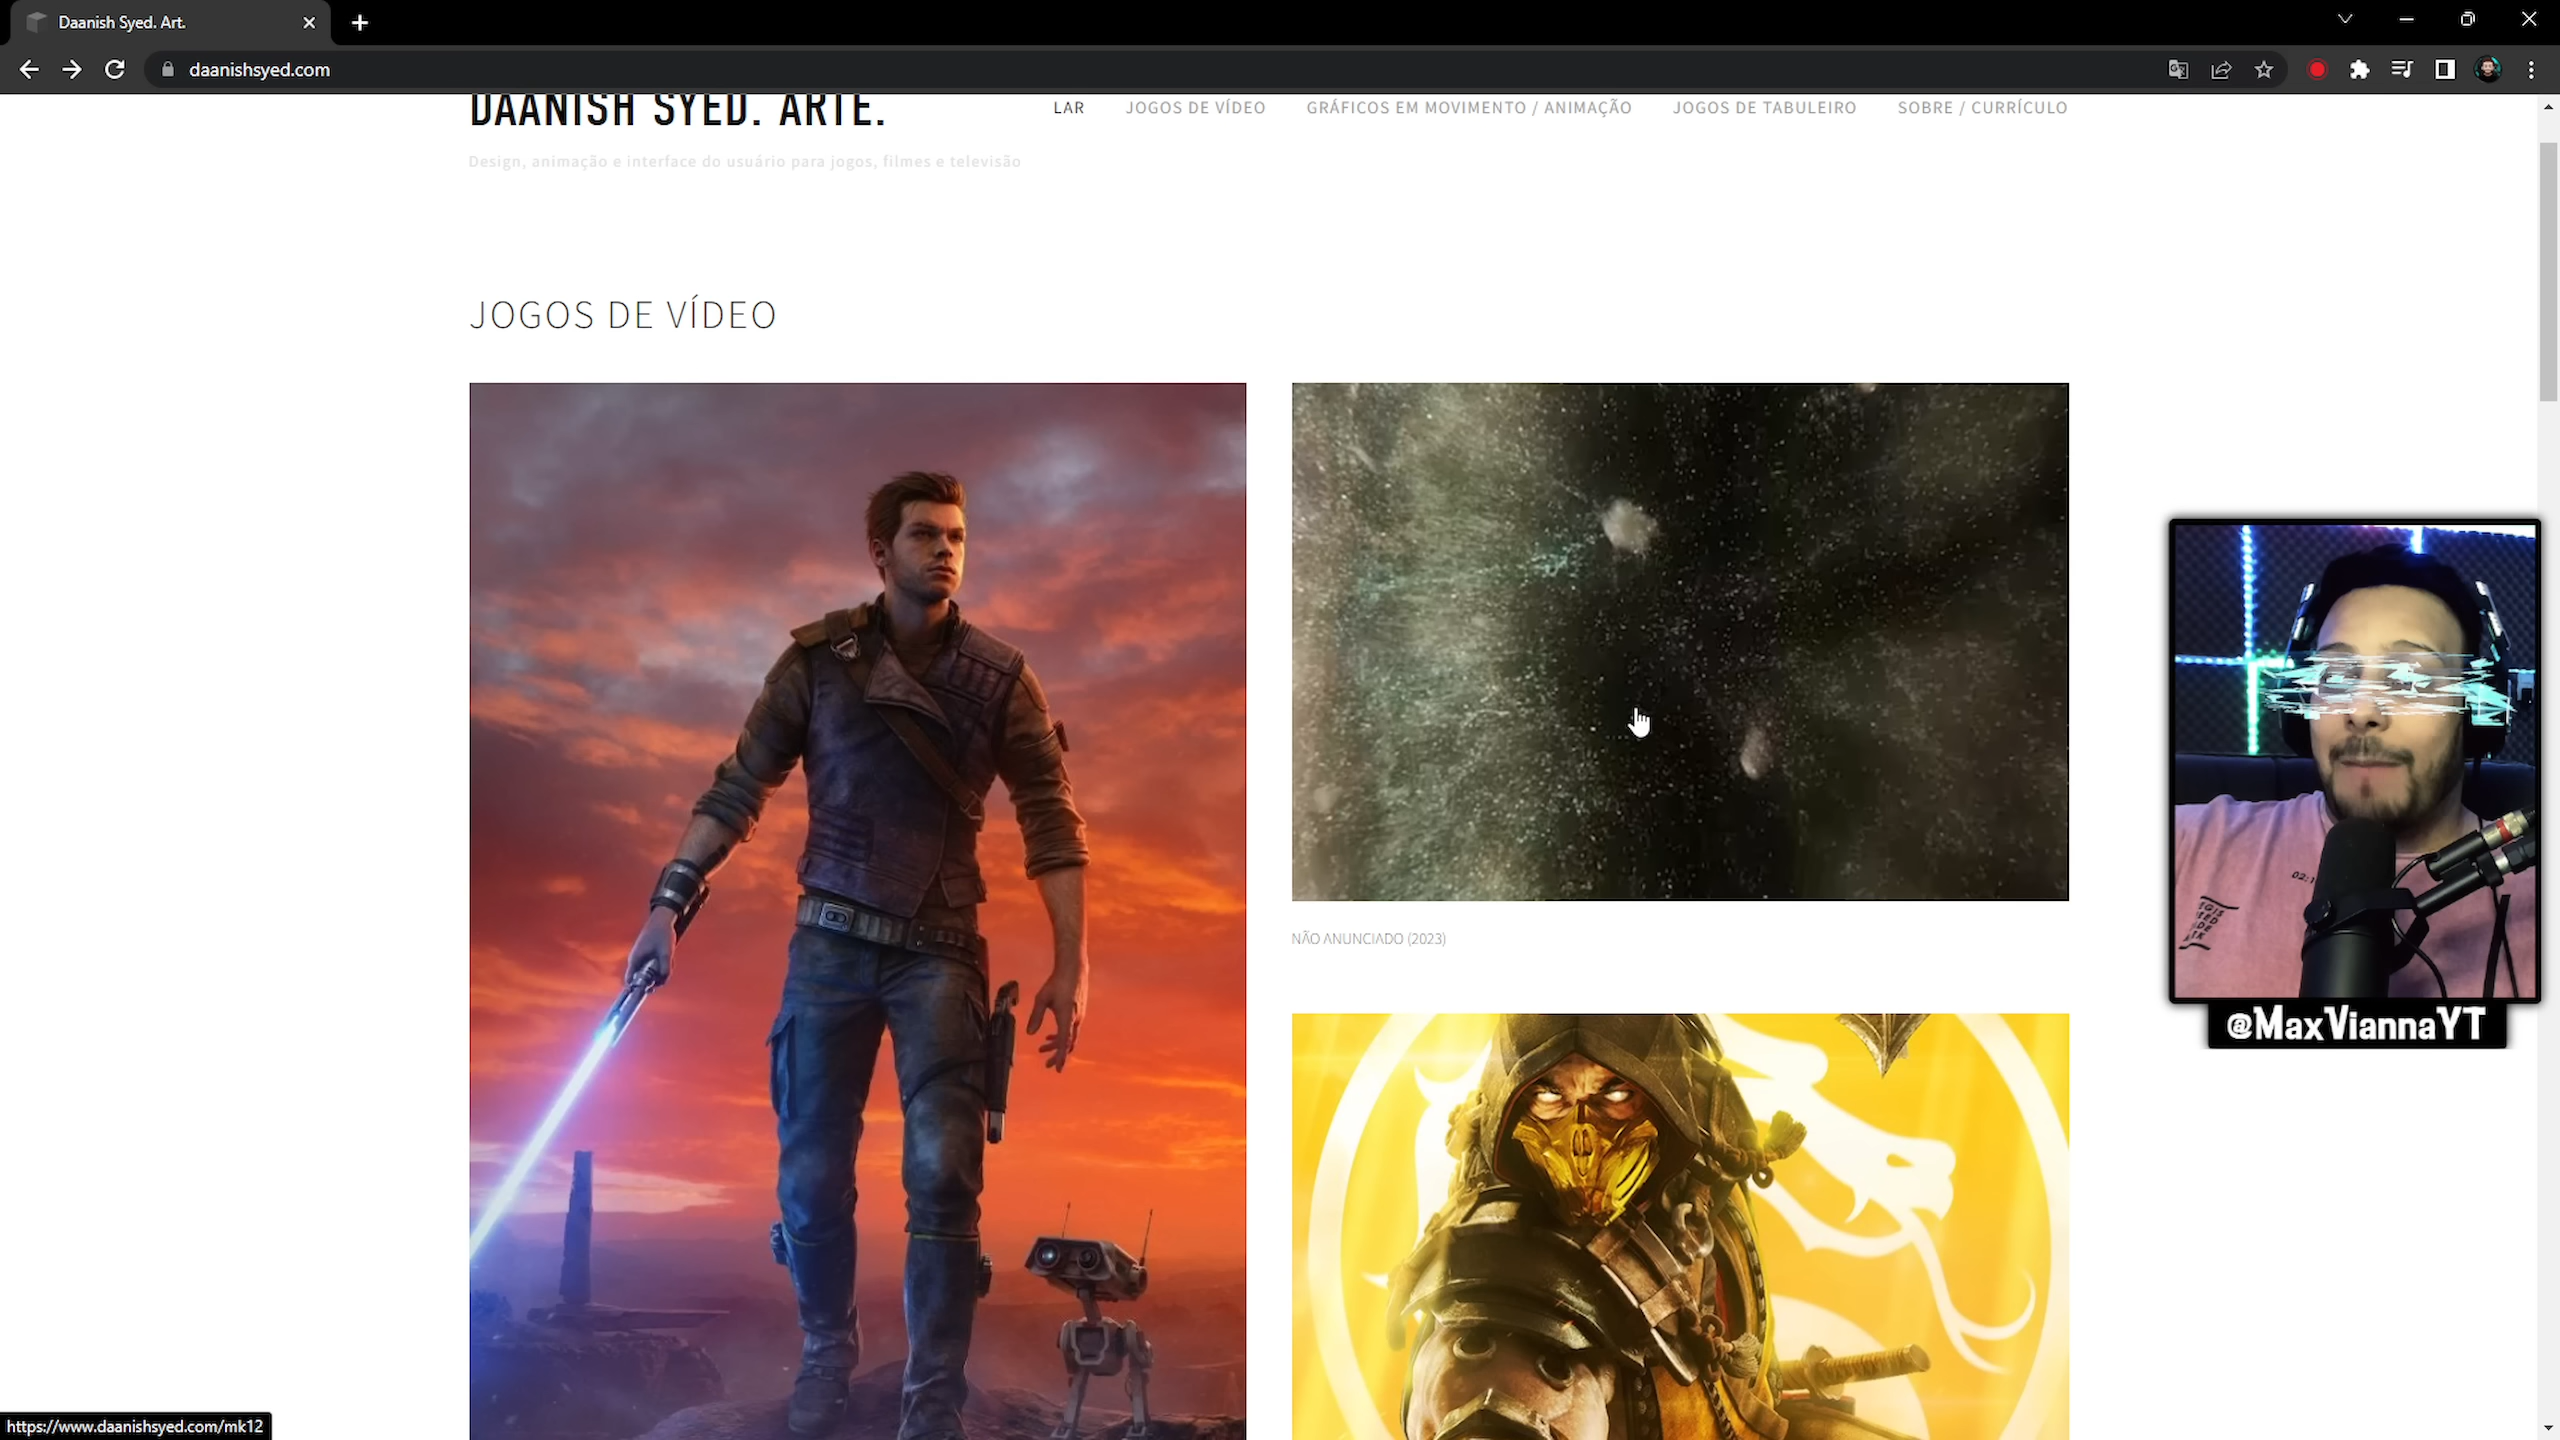 Daanish Syed. Art.
daanishsyed.com
DAANISH SYED. ARTE.
LAR
JOGOS DE VÍDEO
GRÁFICOS EM MOVIMENTO / ANIMAÇÃO
JOGOS DE TABULEIRO
SOBRE / CURRÍCULO
Design, animação e interface do usuário para jogos, filmes e televisão
JOGOS DE VÍDEO
NÃO ANUNCIADO (2023)
@MaxViannaYT
https://www.daanishsyed.com/mk12